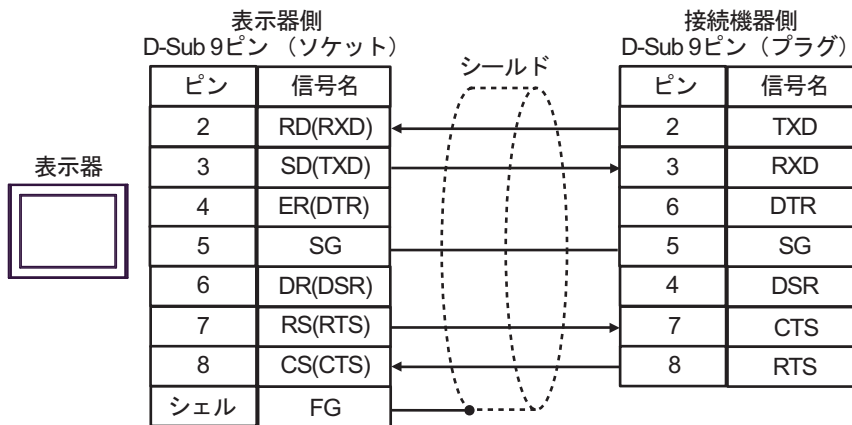 表示器側
D-Sub 9ピン （ソケット）
接続機器側
D-Sub 9ピン（プラグ）
シールド
ピン 信号名 ピン 信号名
2 RD(RXD) 2 TXD
3 SD(TXD) 3 RXD
表示器
4 ER(DTR) 6 DTR
5 SG 5 SG
6 DR(DSR) 4 DSR
7 RS(RTS) 7 CTS
8 CS(CTS) 8 RTS
シェル FG